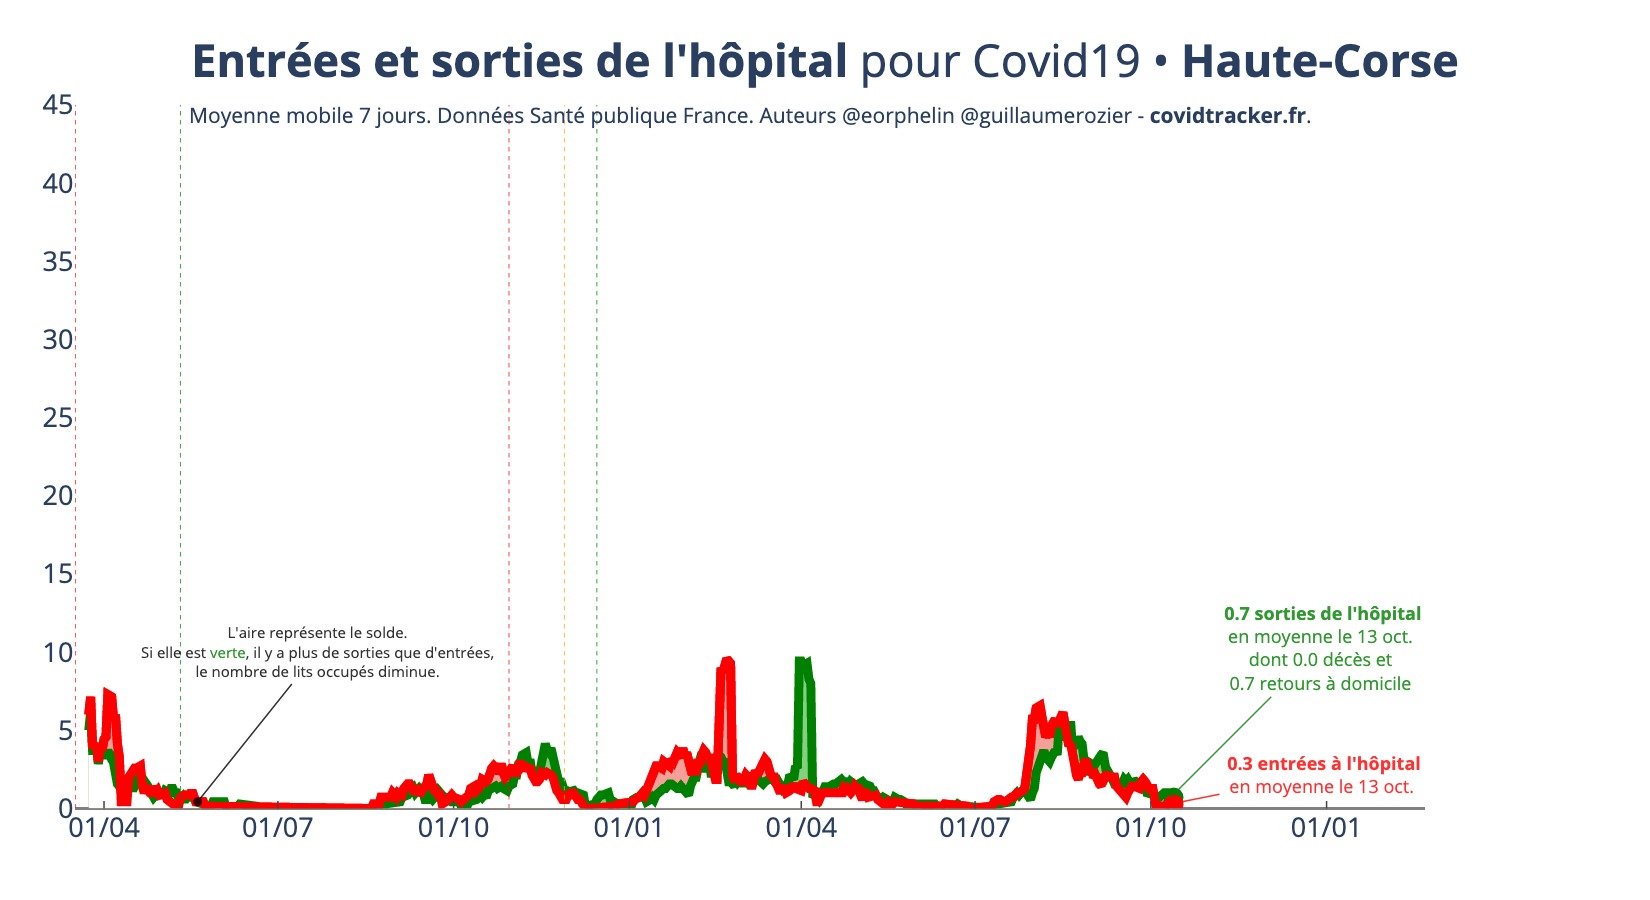 Entrées et sorties de l'hôpital pour Covid19 • Haute-Corse
Moyenne mobile 7 jours. Données Santé publique France. Auteurs @eorphelin @guillaumerozier - covidtracker.fr.
45
40
35
30
25
20
15
10
5
0
L'aire représente le solde.
Si elle est verte, il y a plus de sorties que d'entrées,
le nombre de lits occupés diminue.
0.7 sorties de l'hôpital
en moyenne le 13 oct.
dont 0.0 décès et
0.7 retours à domicile
0.3 entrées à l'hôpital
en moyenne le 13 oct.
01/04 01/07 01/10 01/01 01/04 01/07 01/10 01/01